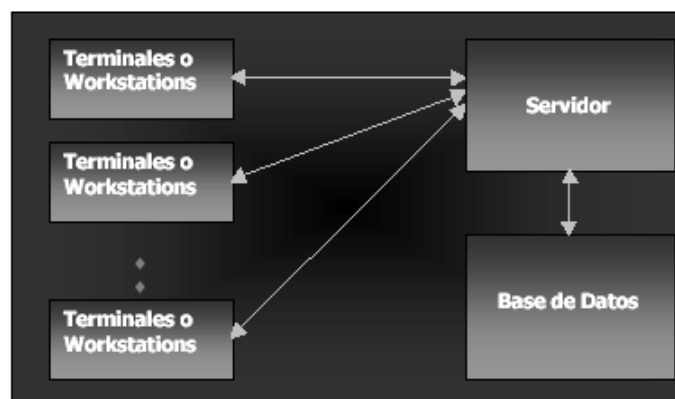 Terminales o
Workstations
Servidor
Terminales o
Workstations
Base de Datos
Terminales o
Workstations